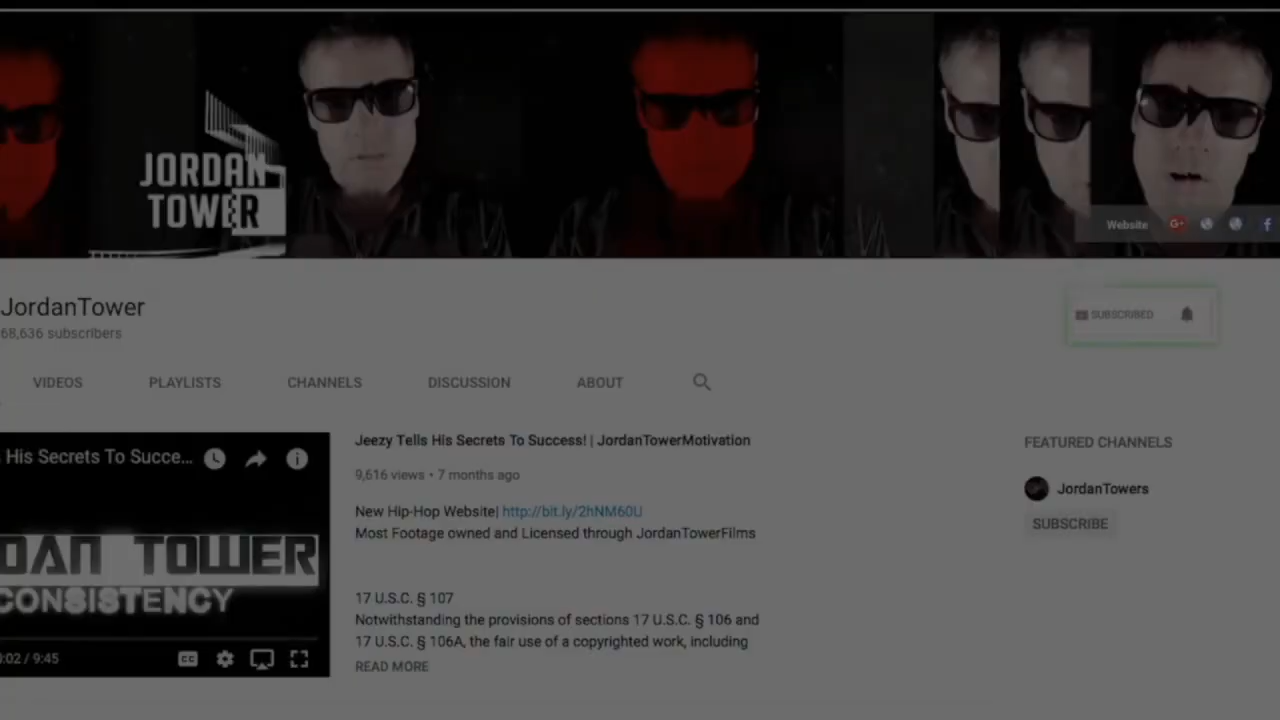 JORDAN
TOWER
Website
JordanTower
68,636 subscribers
SUBSCRIBED
VIDEOS PLAYLISTS CHANNELS DISCUSSION ABOUT
His Secrets To Succe...
DAN TOWER
CONSISTENCY
0:02 / 9:45
CC
Jeezy Tells His Secrets To Success! | JordanTowerMotivation
9,616 views • 7 months ago
New Hip-Hop Website| http://bit.ly/2hNM60U
Most Footage owned and Licensed through JordanTowerFilms
17 U.S.C. § 107
Notwithstanding the provisions of sections 17 U.S.C. § 106 and
17 U.S.C. § 106A, the fair use of a copyrighted work, including
READ MORE
FEATURED CHANNELS
JordanTowers
SUBSCRIBE